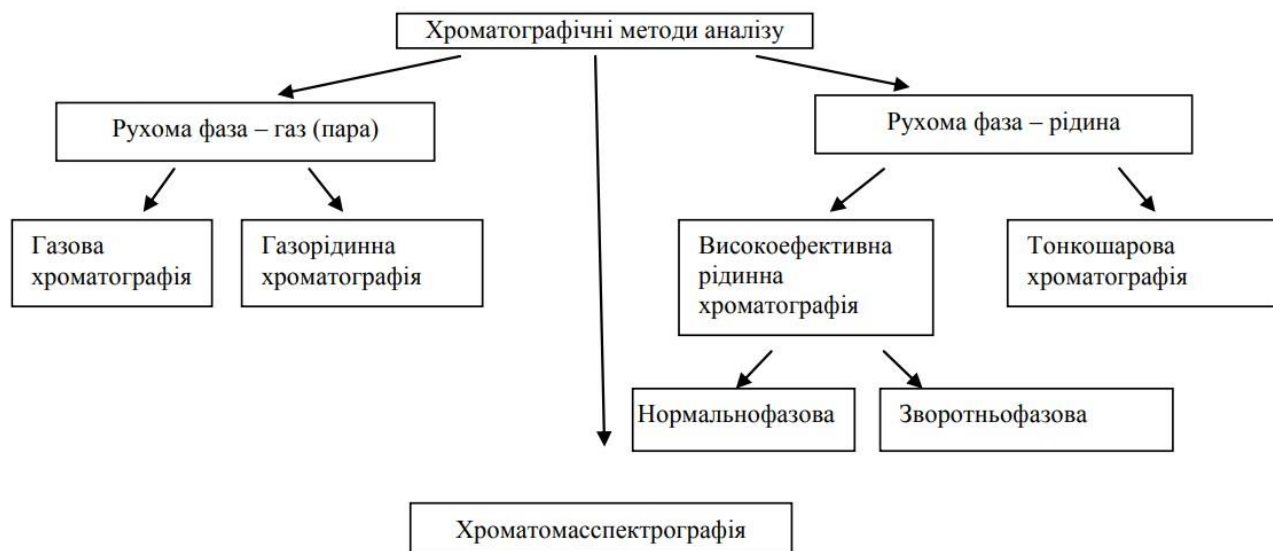 Хроматографічні методи аналізу
Рухома фаза – газ (пара)
Рухома фаза – рідина
Газова
хроматографія
Газорідинна
хроматографія
Високоефективна
рідинна
хроматографія
Тонкошарова
хроматографія
Нормальнофазова
Зворотньофазова
Хроматомасспектрографія